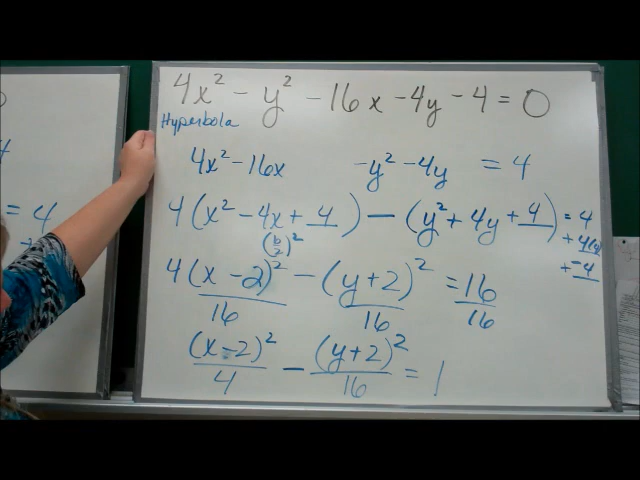 4x² - y² - 16x - 4y - 4 = 0
Hyperbola
4x² - 16x   -y² - 4y = 4
4(x² - 4x + 4) - (y² + 4y + 4) = 4
(b/2)²
+ 4(4)
+ -4
= 4
4(x - 2)²/16 - (y + 2)²/16 = 16/16
(x - 2)²/4 - (y + 2)²/16 = 1